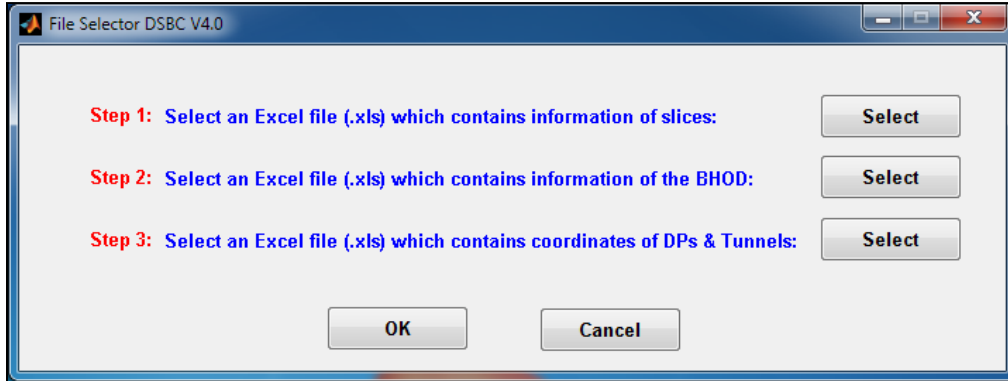 File Selector DSBC V4.0
Step 1: Select an Excel file (.xls) which contains information of slices: Select
Step 2: Select an Excel file (.xls) which contains information of the BHOD: Select
Step 3: Select an Excel file (.xls) which contains coordinates of DPs & Tunnels: Select
OK Cancel